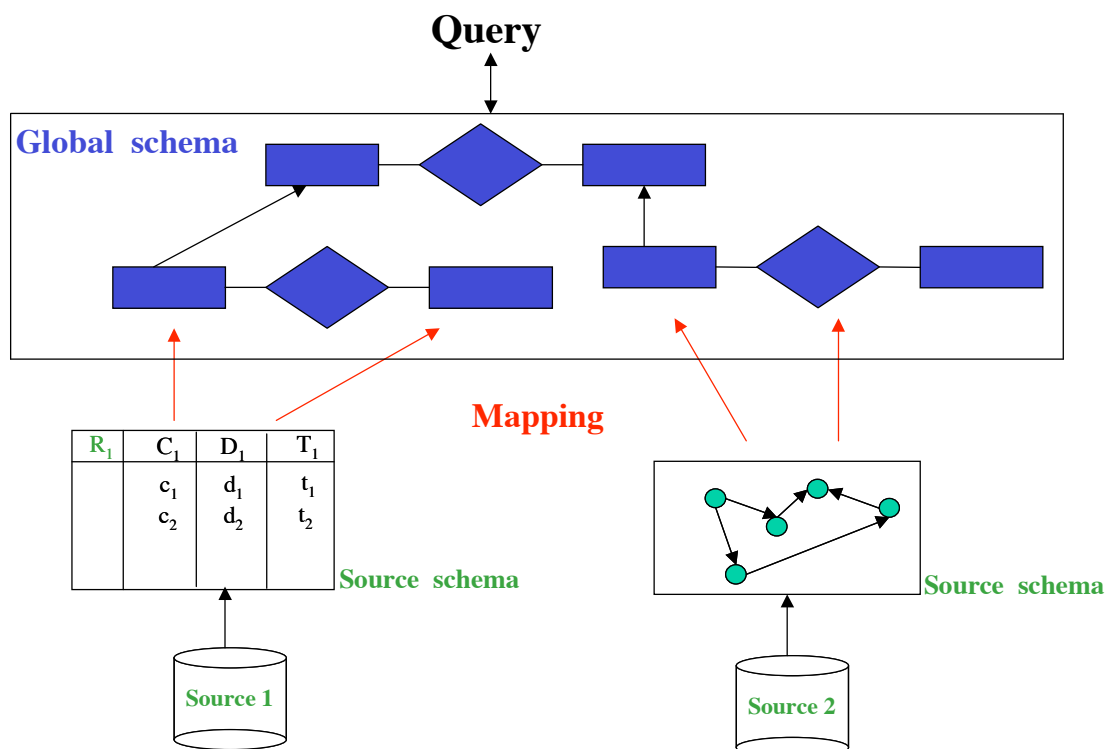 Query
Global schema
Mapping
R₁ C₁ D₁ T₁
c₁ d₁ t₁
c₂ d₂ t₂
Source schema
Source schema
Source 1
Source 2